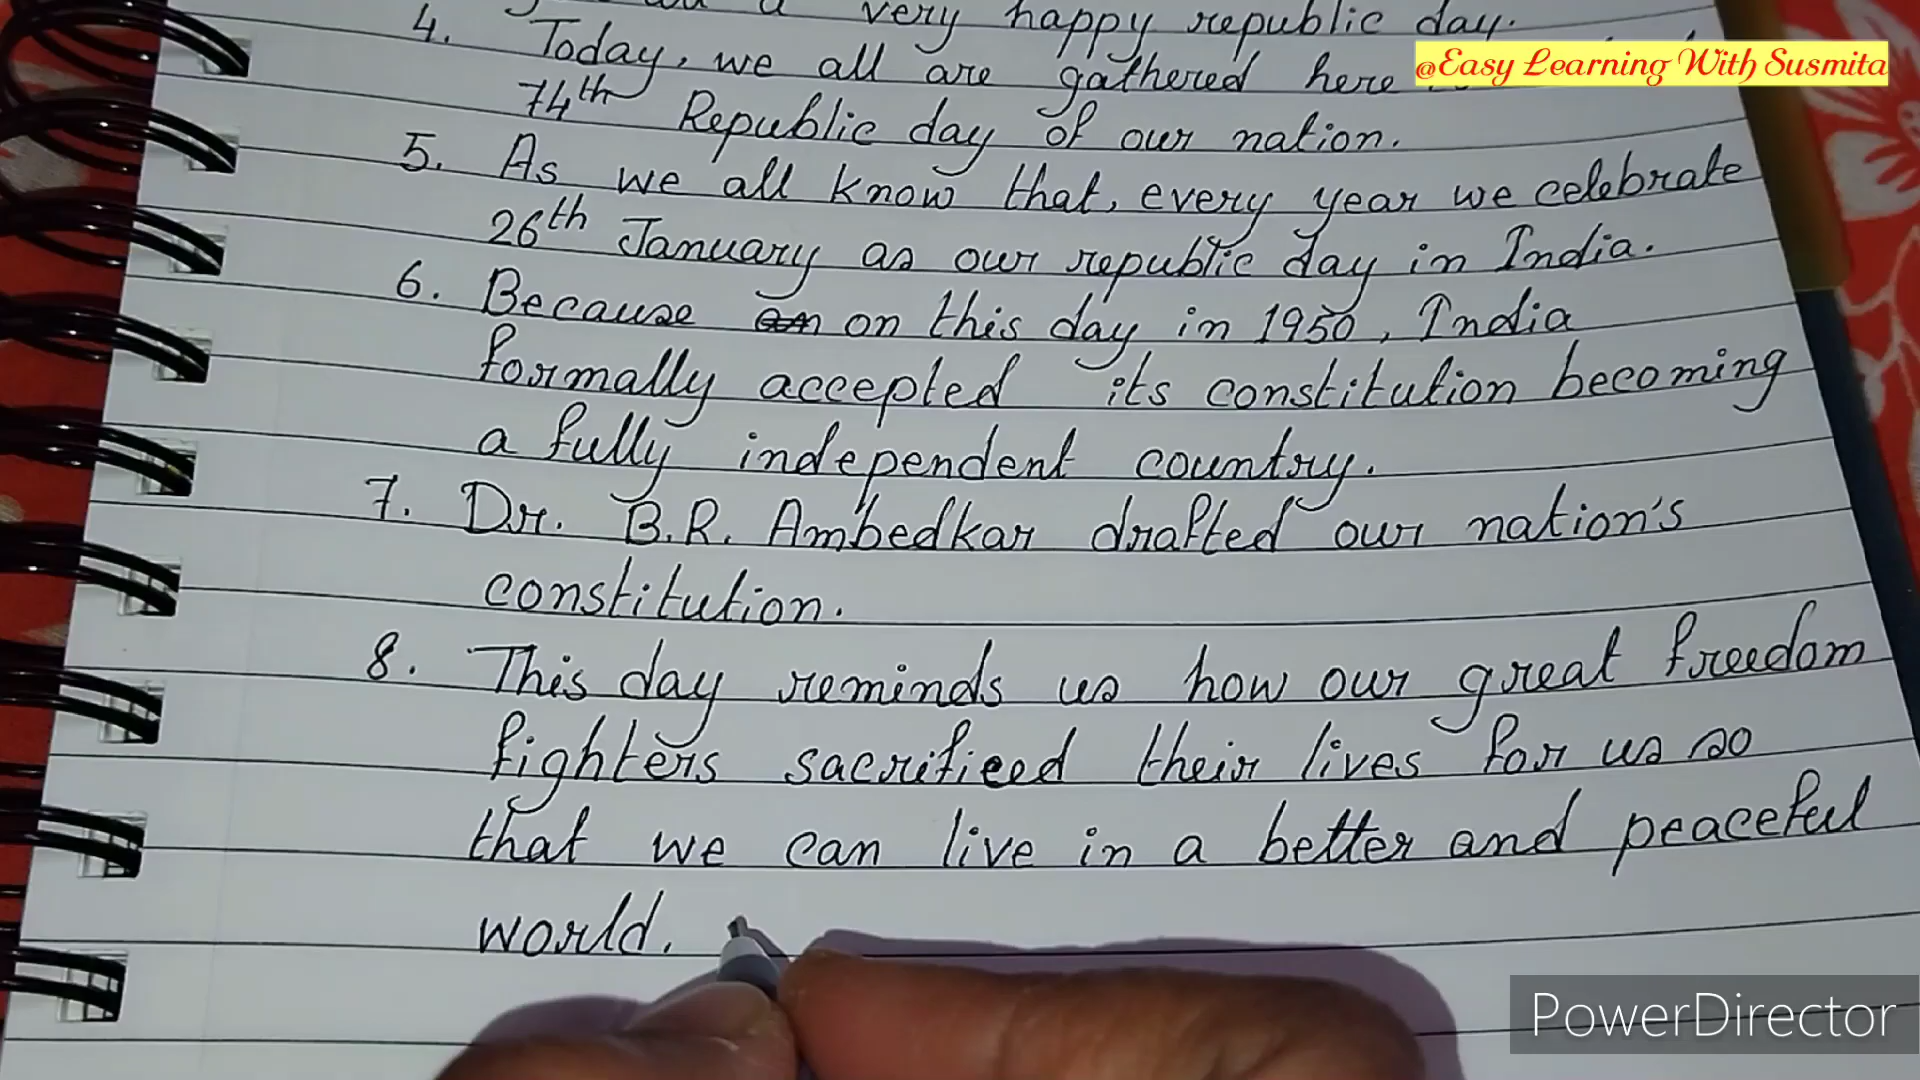 a very happy republic day.
4. Today, we all are gathered here
@Easy Learning With Susmita
74th Republic day of our nation.
5. As we all know that, every year we celebrate
26th January as our republic day in India.
6. Because on this day in 1950, India
formally accepted its constitution becoming
a fully independent country.
7. Dr. B.R. Ambedkar drafted our nation's
constitution.
8. This day reminds us how our great freedom
fighters sacrificed their lives for us so
that we can live in a better and peaceful
world.
PowerDirector